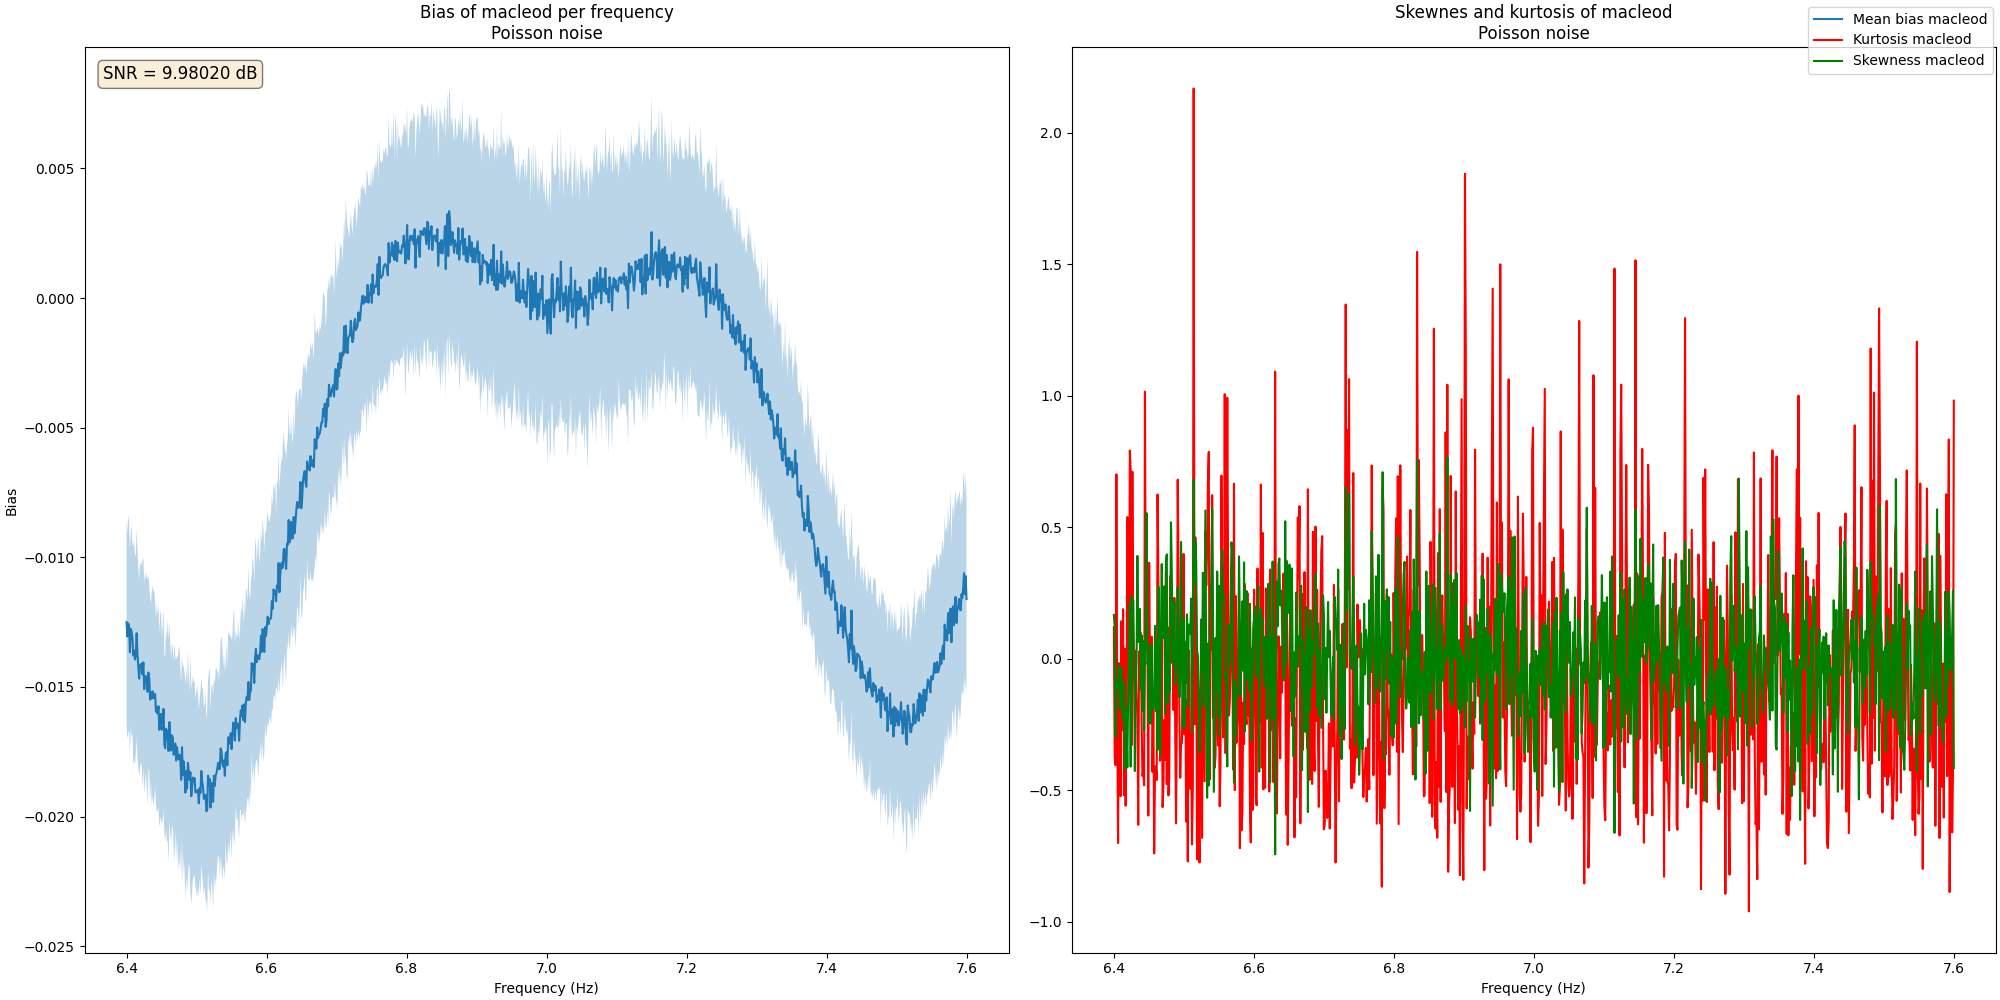 Bias of macleod per frequency
Poisson noise
SNR = 9.98020 dB
0.005
0.000
−0.005
−0.010
−0.015
−0.020
−0.025
Bias
6.4
6.6
6.8
7.0
7.2
7.4
7.6
Frequency (Hz)
Skewnes and kurtosis of macleod
Poisson noise
Mean bias macleod
Kurtosis macleod
Skewness macleod
2.0
1.5
1.0
0.5
0.0
−0.5
−1.0
6.4
6.6
6.8
7.0
7.2
7.4
7.6
Frequency (Hz)